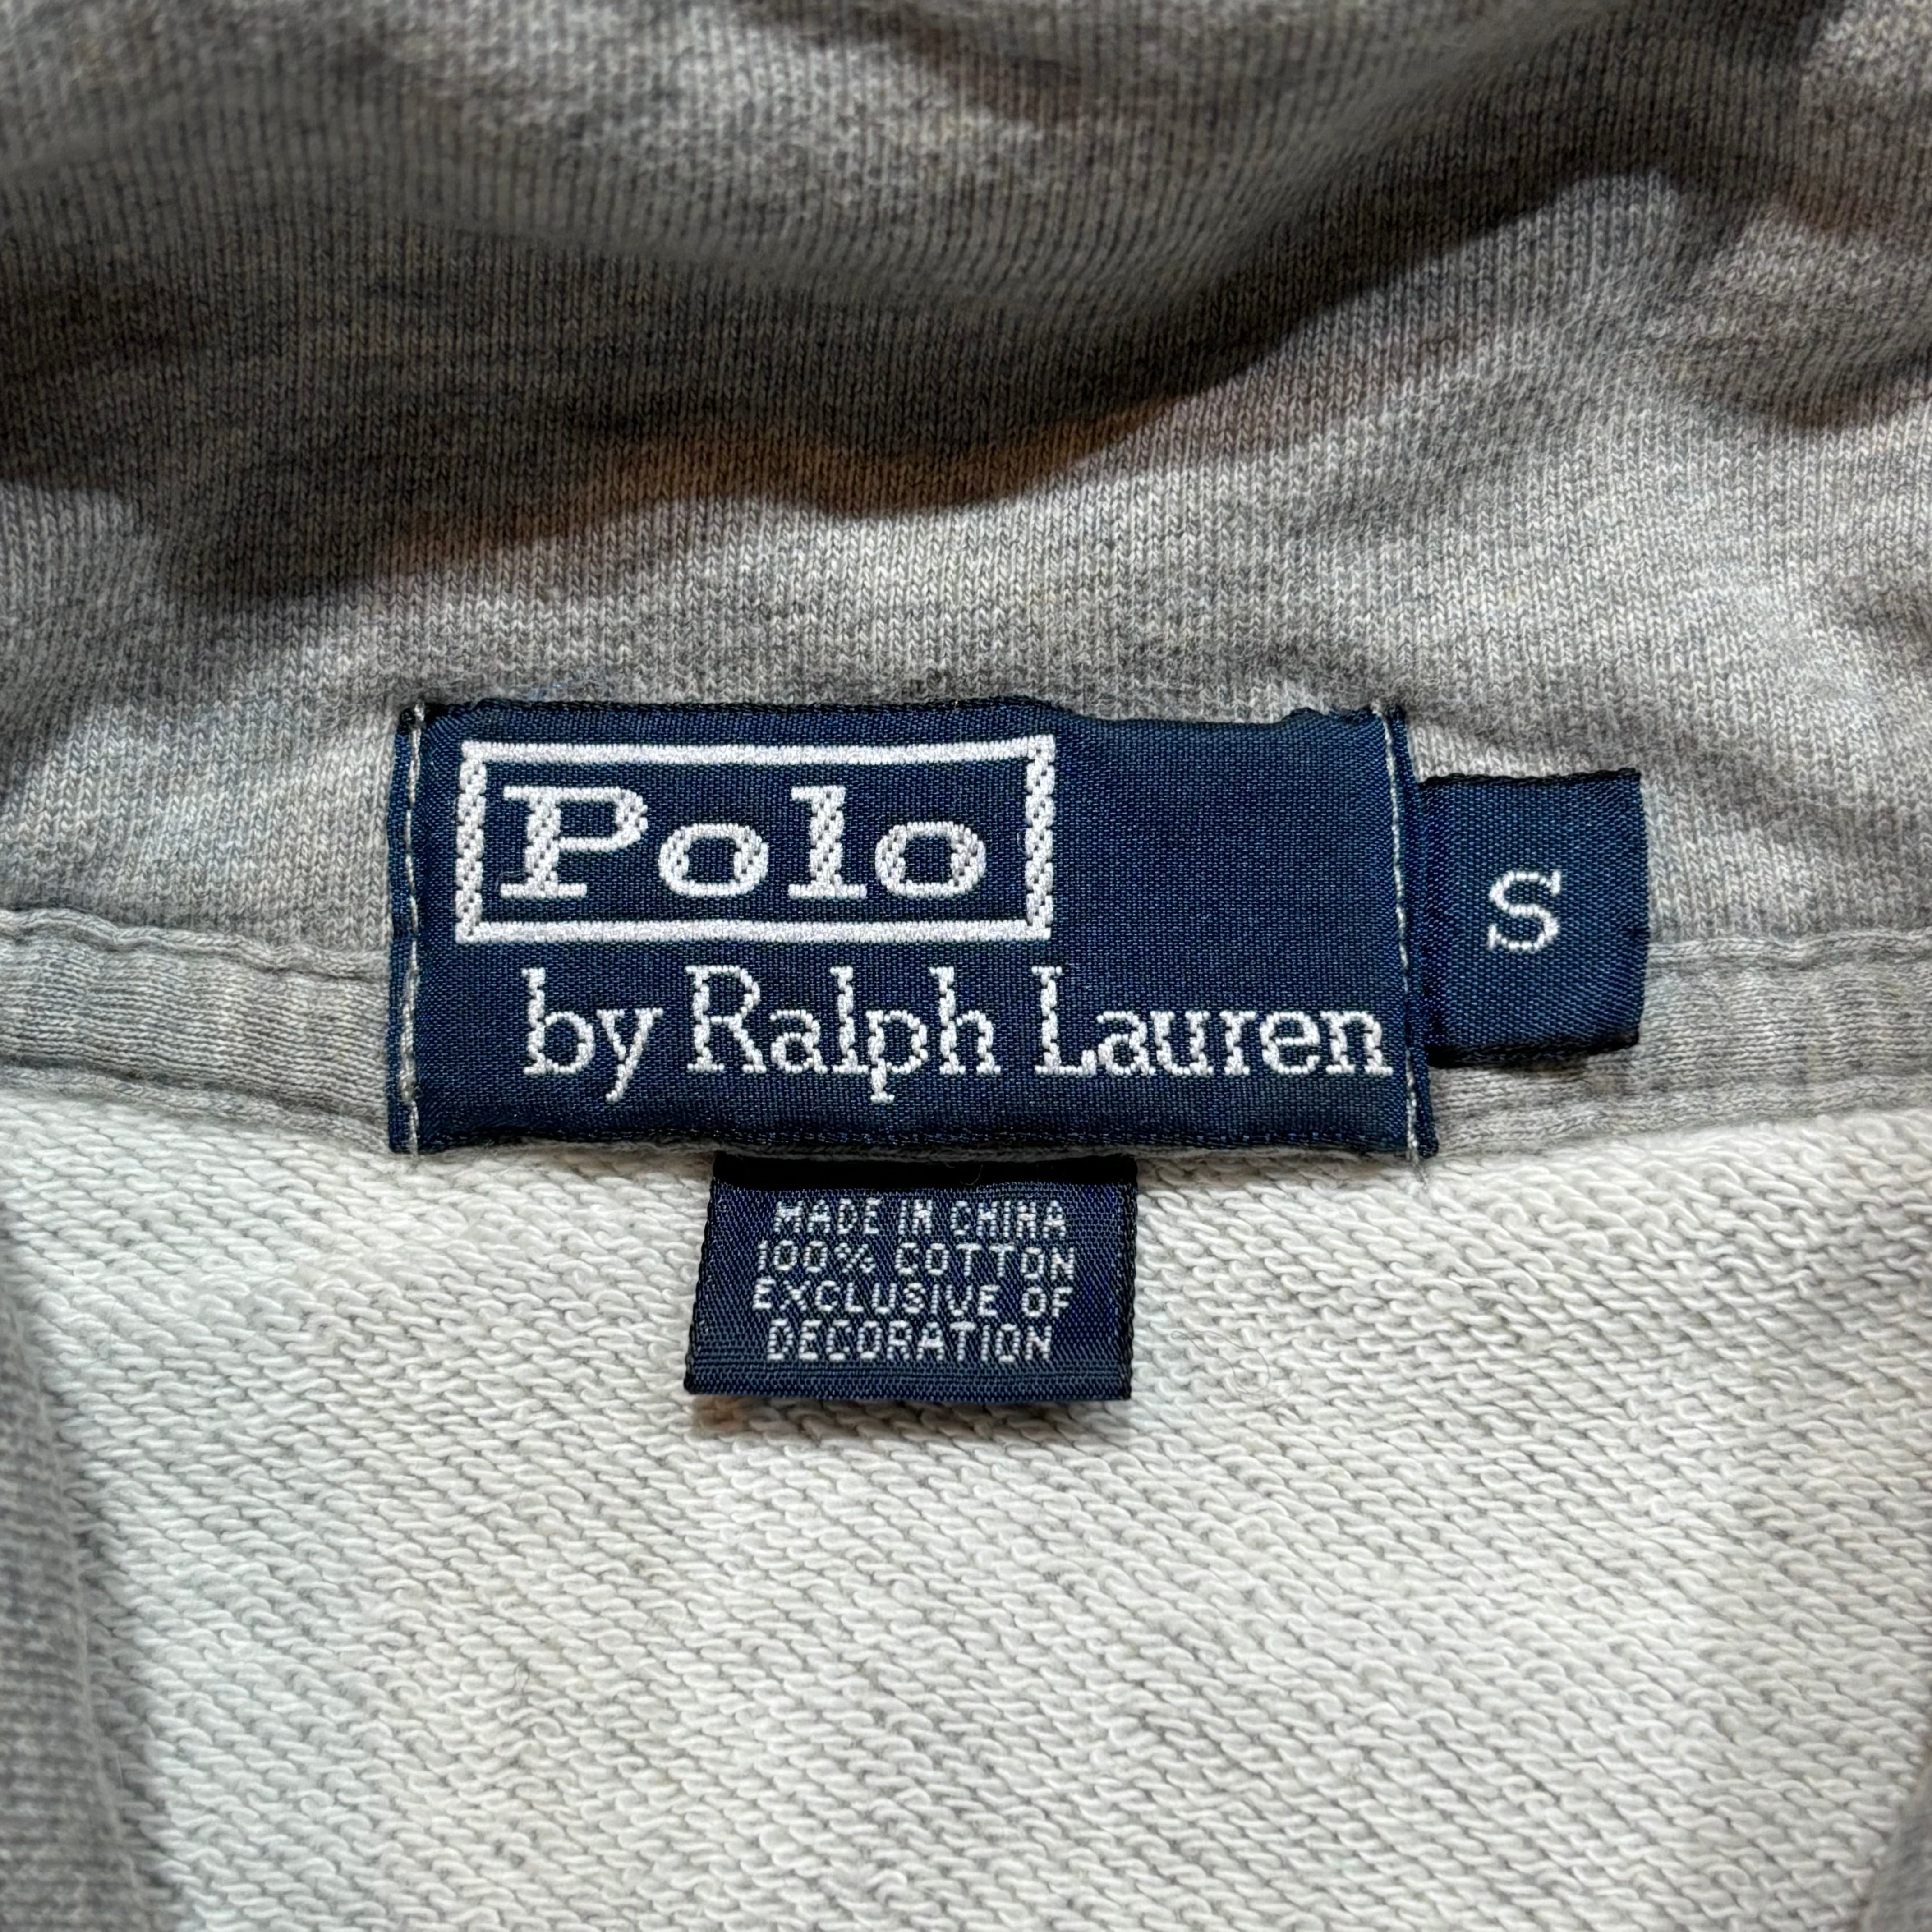 Polo
by Ralph Lauren
S
MADE IN CHINA
100% COTTON
EXCLUSIVE OF
DECORATION